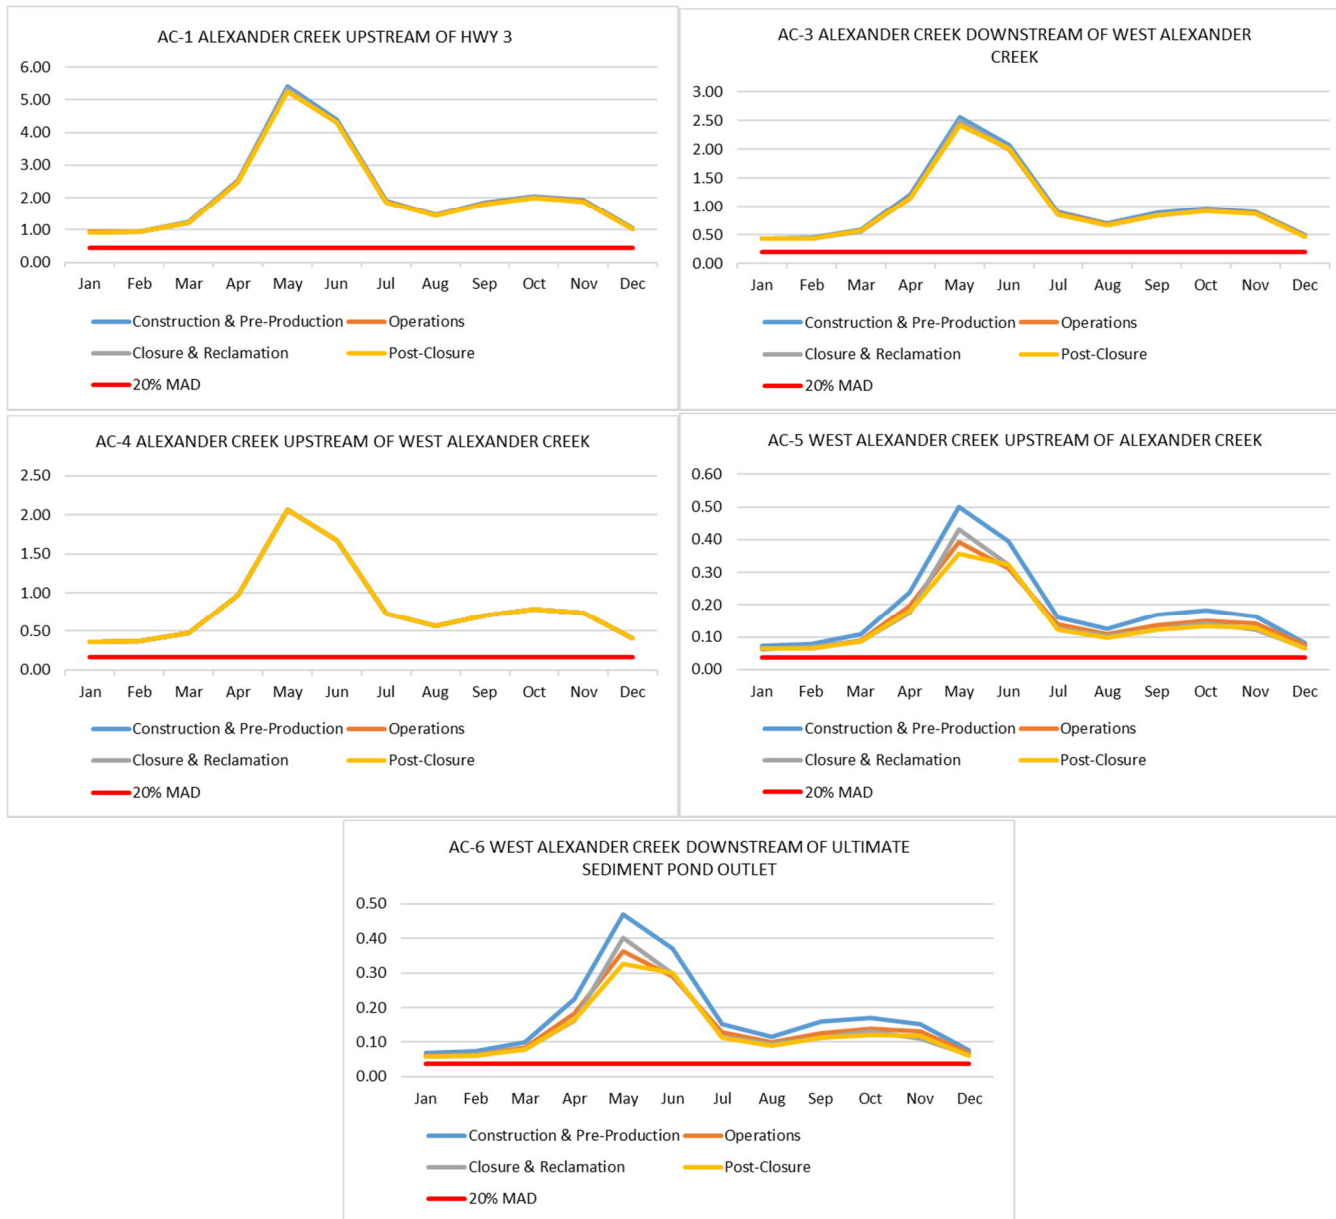 AC-1 ALEXANDER CREEK UPSTREAM OF HWY 3
6.00
5.00
4.00
3.00
2.00
1.00
0.00
Jan Feb Mar Apr May Jun Jul Aug Sep Oct Nov Dec
Construction & Pre-Production Operations
Closure & Reclamation Post-Closure
20% MAD
AC-3 ALEXANDER CREEK DOWNSTREAM OF WEST ALEXANDER
CREEK
3.00
2.50
2.00
1.50
1.00
0.50
0.00
Jan Feb Mar Apr May Jun Jul Aug Sep Oct Nov Dec
Construction & Pre-Production Operations
Closure & Reclamation Post-Closure
20% MAD
AC-4 ALEXANDER CREEK UPSTREAM OF WEST ALEXANDER CREEK
2.50
2.00
1.50
1.00
0.50
0.00
Jan Feb Mar Apr May Jun Jul Aug Sep Oct Nov Dec
Construction & Pre-Production Operations
Closure & Reclamation Post-Closure
20% MAD
AC-5 WEST ALEXANDER CREEK UPSTREAM OF ALEXANDER CREEK
0.60
0.50
0.40
0.30
0.20
0.10
0.00
Jan Feb Mar Apr May Jun Jul Aug Sep Oct Nov Dec
Construction & Pre-Production Operations
Closure & Reclamation Post-Closure
20% MAD
AC-6 WEST ALEXANDER CREEK DOWNSTREAM OF ULTIMATE
SEDIMENT POND OUTLET
0.50
0.40
0.30
0.20
0.10
0.00
Jan Feb Mar Apr May Jun Jul Aug Sep Oct Nov Dec
Construction & Pre-Production Operations
Closure & Reclamation Post-Closure
20% MAD